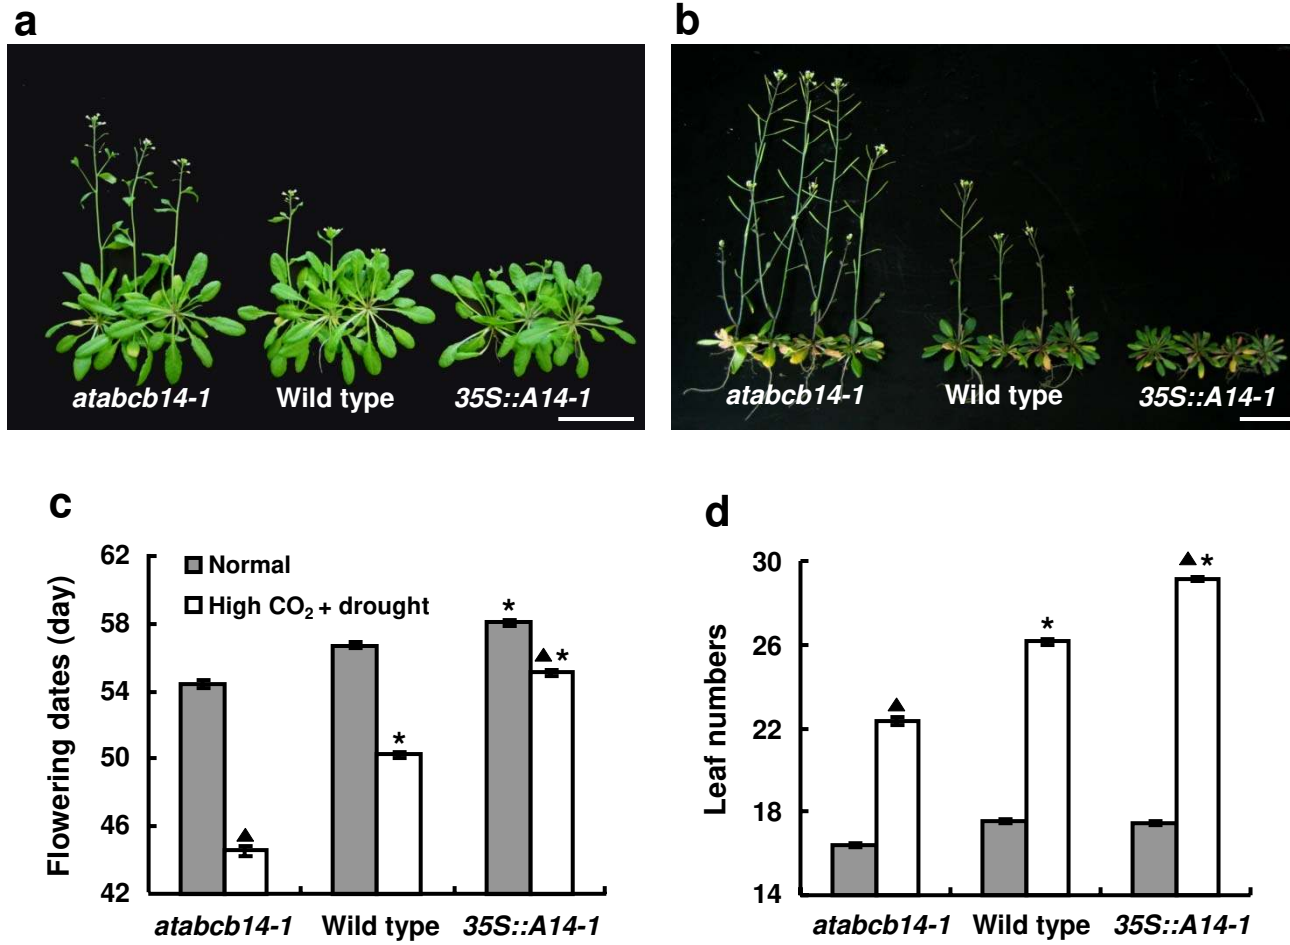 a
b
atabcb14-1 Wild type 35S::A14-1
atabcb14-1 Wild type 35S::A14-1
c
Flowering dates (day)
62
58
54
50
46
42
Normal
High CO₂ + drought
*
*
▲*
▲
atabcb14-1 Wild type 35S::A14-1
d
Leaf numbers
30
26
22
18
14
▲
*
▲*
atabcb14-1 Wild type 35S::A14-1